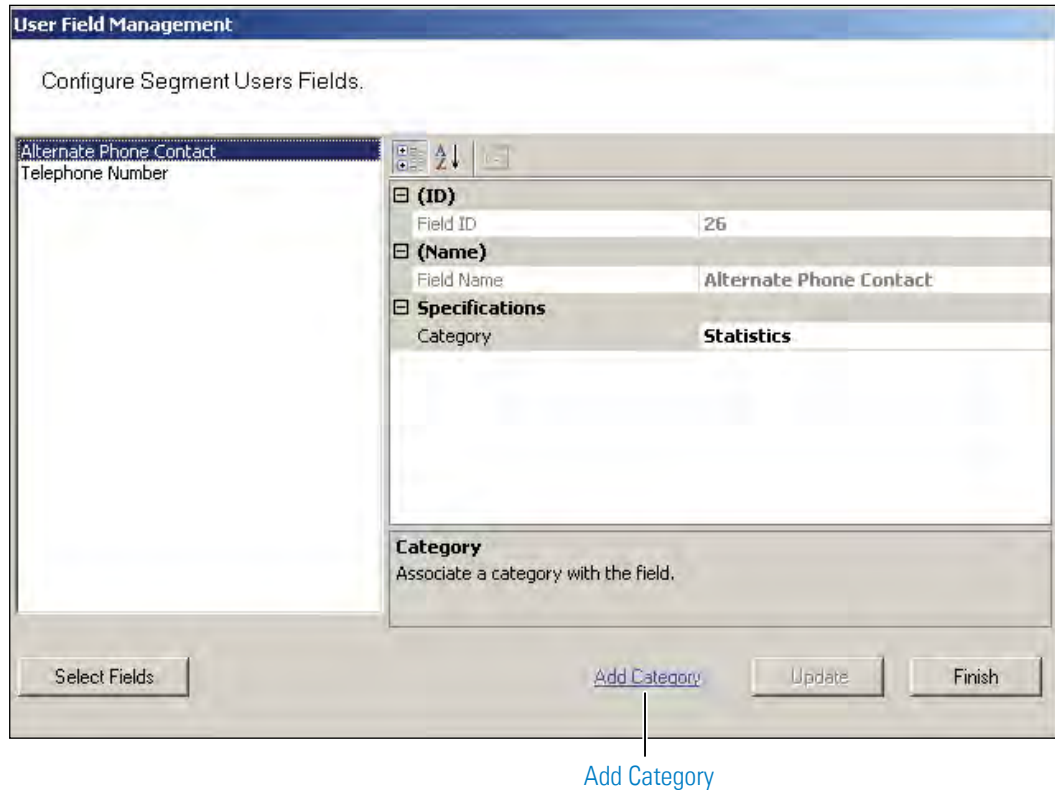 User Field Management
Configure Segment Users Fields.
Alternate Phone Contact
Telephone Number
(ID)
Field ID 26
(Name)
Field Name Alternate Phone Contact
Specifications
Category Statistics
Category
Associate a category with the field.
Select Fields Add Category Update Finish
Add Category